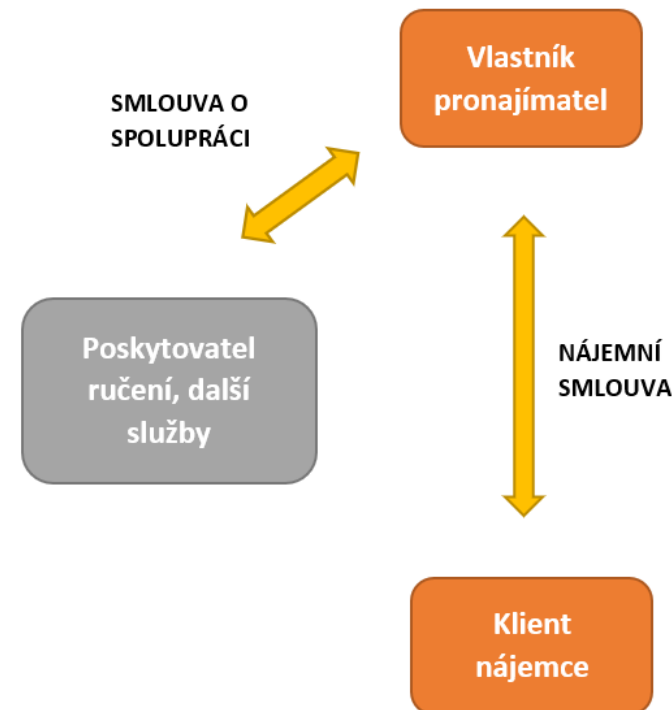 Vlastník
pronajímatel
SMLOUVA O
SPOLUPRÁCI
Poskytovatel
ručení, další
služby
NÁJEMNÍ
SMLOUVA
Klient
nájemce